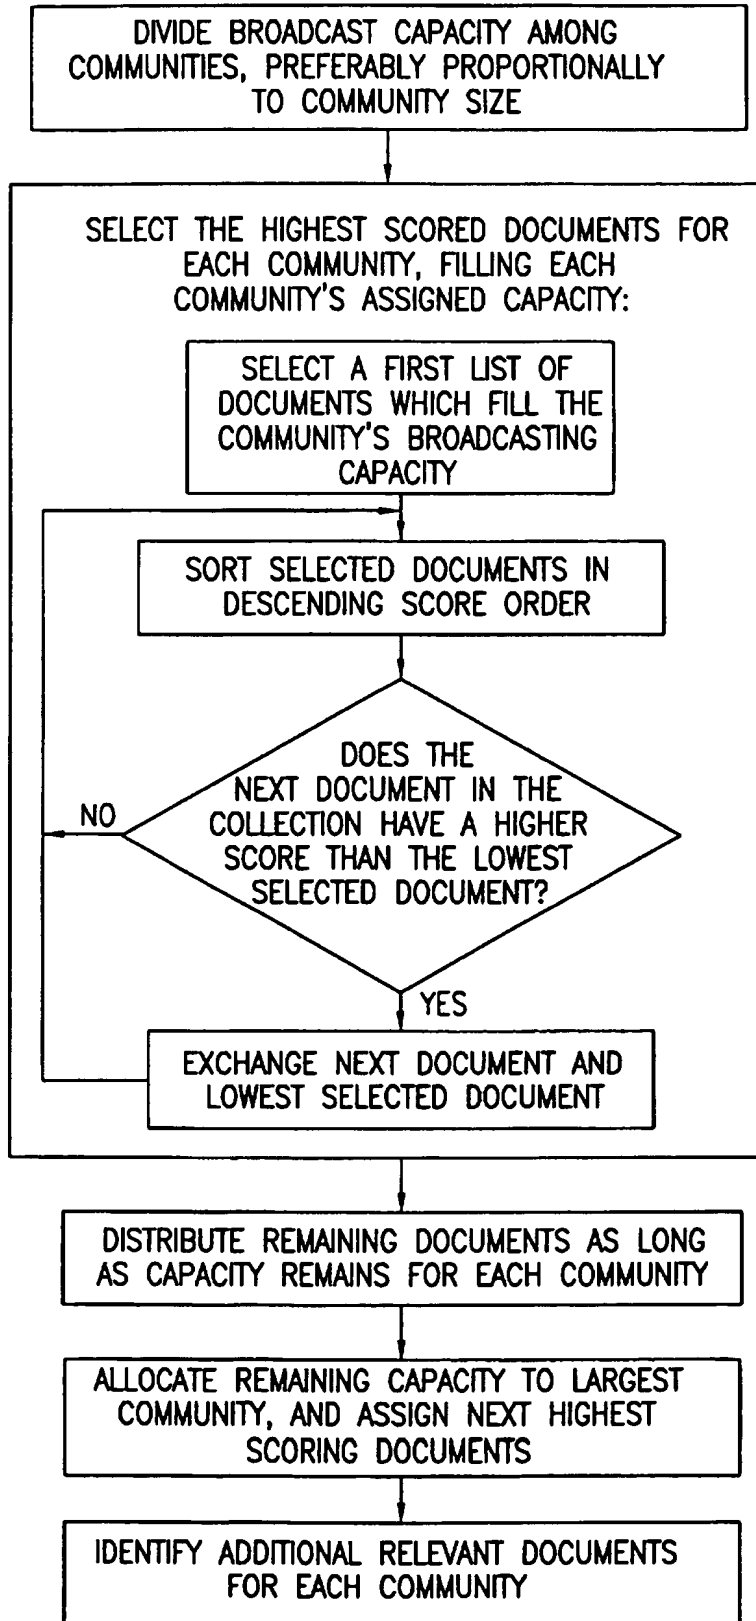 DIVIDE BROADCAST CAPACITY AMONG
COMMUNITIES, PREFERABLY PROPORTIONALLY
TO COMMUNITY SIZE
SELECT THE HIGHEST SCORED DOCUMENTS FOR
EACH COMMUNITY, FILLING EACH
COMMUNITY'S ASSIGNED CAPACITY:
SELECT A FIRST LIST OF
DOCUMENTS WHICH FILL THE
COMMUNITY'S BROADCASTING
CAPACITY
SORT SELECTED DOCUMENTS IN
DESCENDING SCORE ORDER
DOES THE
NEXT DOCUMENT IN THE
COLLECTION HAVE A HIGHER
SCORE THAN THE LOWEST
SELECTED DOCUMENT?
NO
YES
EXCHANGE NEXT DOCUMENT AND
LOWEST SELECTED DOCUMENT
DISTRIBUTE REMAINING DOCUMENTS AS LONG
AS CAPACITY REMAINS FOR EACH COMMUNITY
ALLOCATE REMAINING CAPACITY TO LARGEST
COMMUNITY, AND ASSIGN NEXT HIGHEST
SCORING DOCUMENTS
IDENTIFY ADDITIONAL RELEVANT DOCUMENTS
FOR EACH COMMUNITY